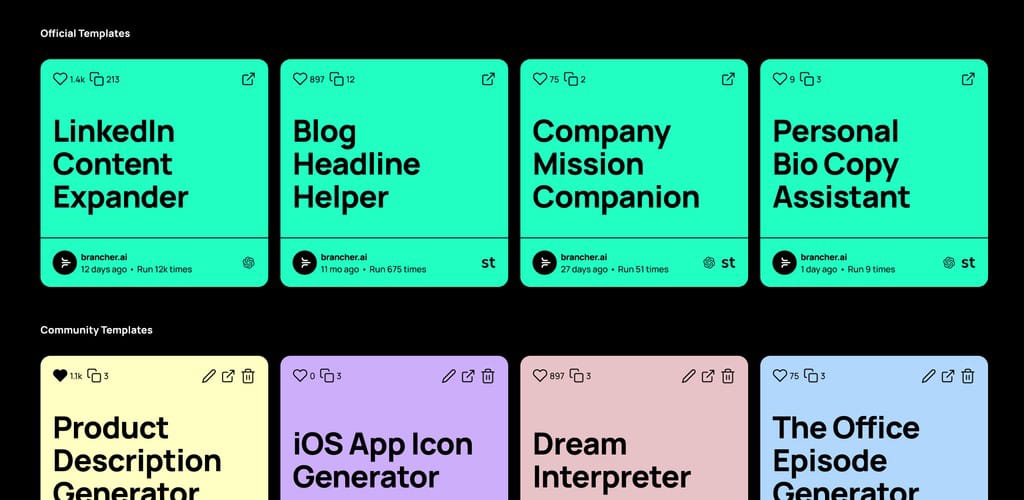 Official Templates
1.4k 213
LinkedIn
Content
Expander
brancher.ai
12 days ago • Run 12k times
897 12
Blog
Headline
Helper
brancher.ai
11 mo ago • Run 675 times
st
75 2
Company
Mission
Companion
brancher.ai
27 days ago • Run 51 times
st
9 3
Personal
Bio Copy
Assistant
brancher.ai
1 day ago • Run 9 times
st
Community Templates
1.1k 3
Product
Description
Generator
0 3
iOS App Icon
Generator
897 3
Dream
Interpreter
75 3
The Office
Episode
Generator